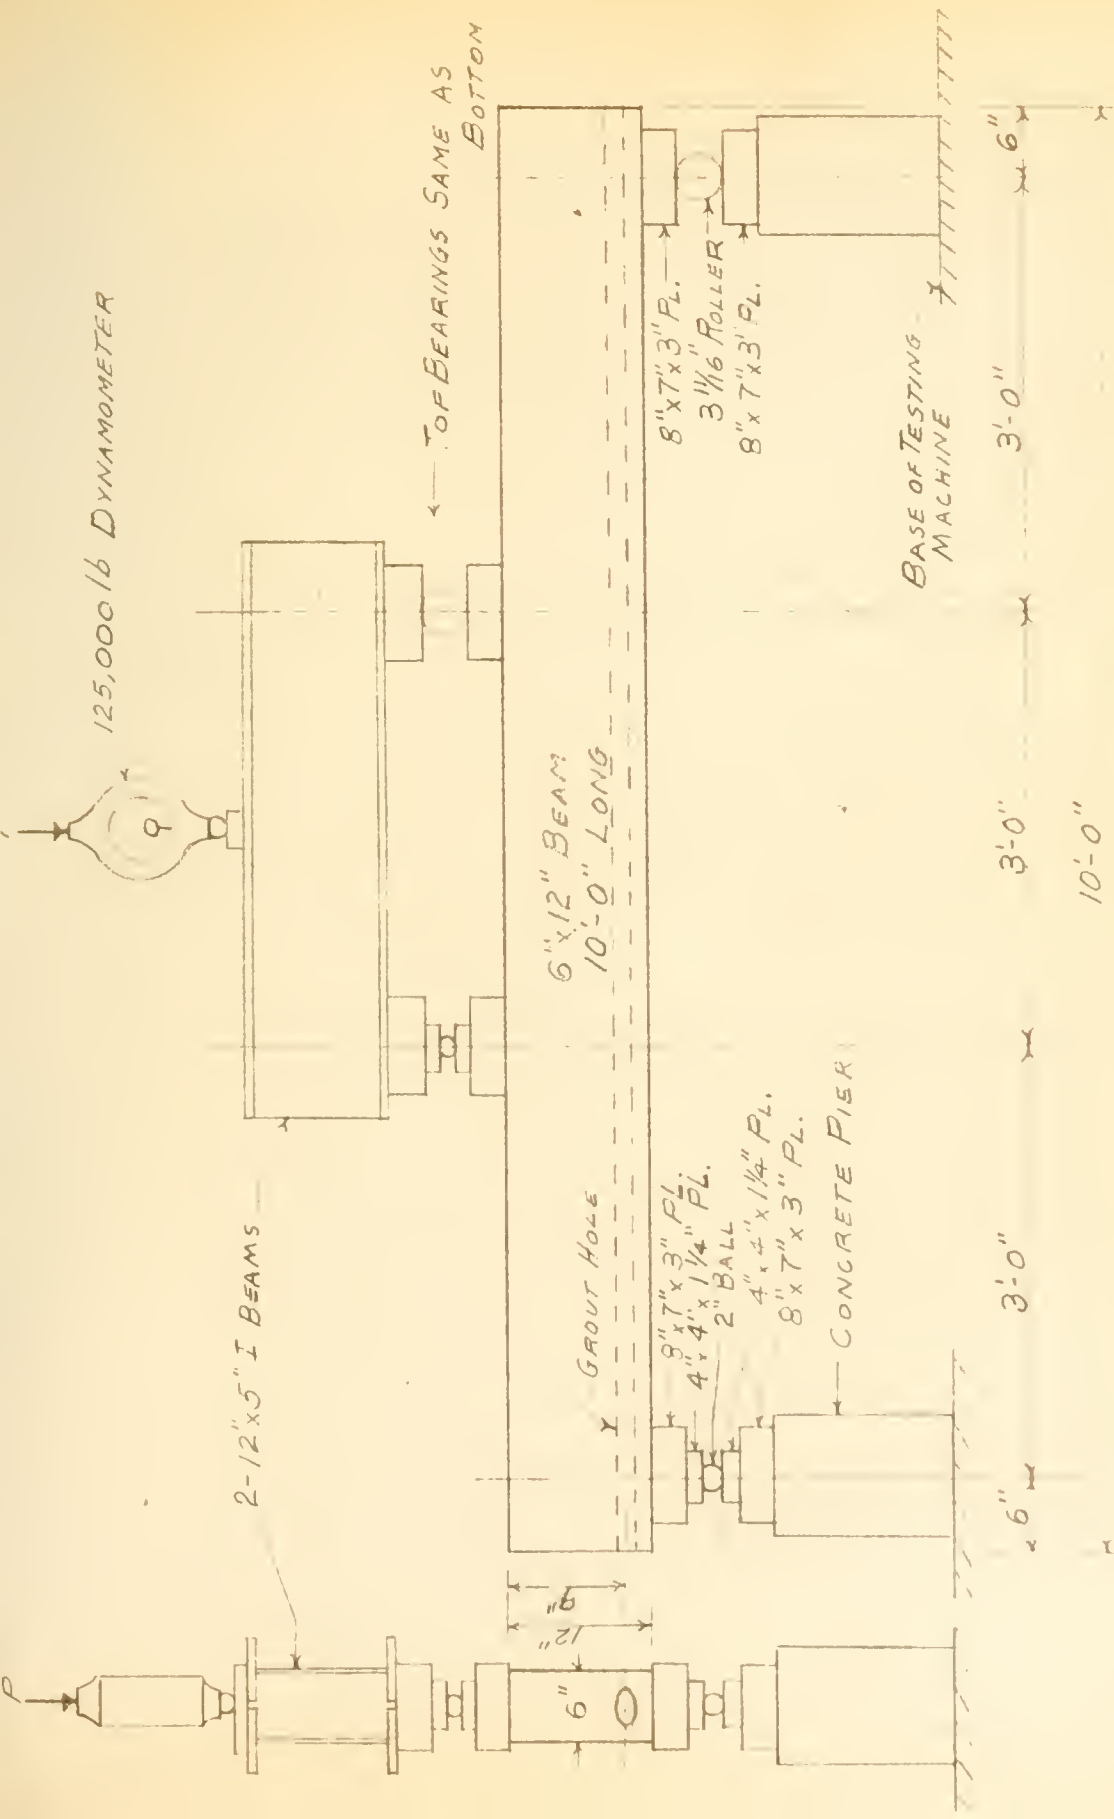 P
125,000 lb DYNAMOMETER
2-12"x5" I BEAMS
TOP BEARINGS SAME AS
BOTTOM
6"x12" BEAM
10'-0" LONG
GROUT HOLE
12"
6"
8"x7"x3" PL.
4"x4"x1¼" PL.
2" BALL
4"x4"x1¼" PL.
8"x7"x3" PL.
CONCRETE PIER
8"x7"x3" PL.
3 11/16" ROLLER
8"x7"x3" PL.
BASE OF TESTING
MACHINE
6"
3'-0"
3'-0"
3'-0"
6"
10'-0"